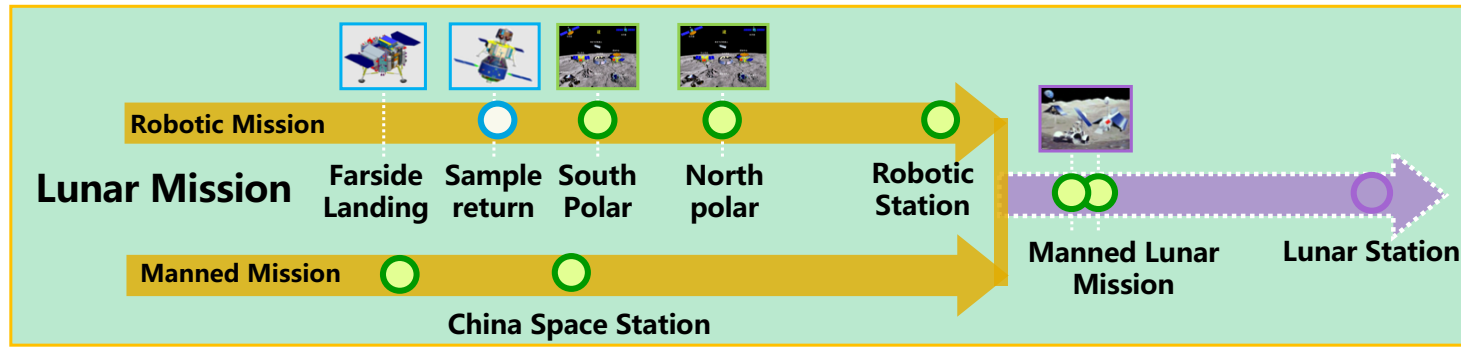 Robotic Mission
Lunar Mission
Farside
Landing
Sample
return
South
Polar
North
polar
Robotic
Station
Manned Mission
China Space Station
Manned Lunar
Mission
Lunar Station